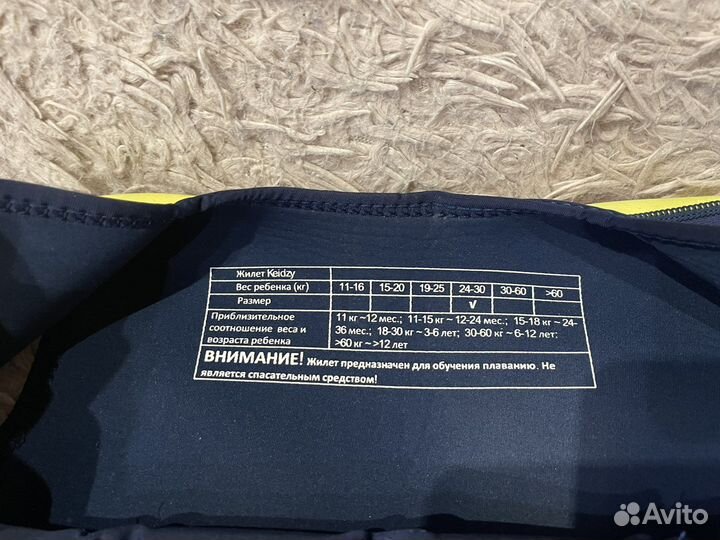 Жилет Keidzy
Вес ребенка (кг) 11-16 15-20 19-25 24-30 30-60 >60
Размер √
Приблизительное соотношение веса и возраста ребенка
11 кг ~12 мес.; 11-15 кг ~ 12-24 мес.; 15-18 кг ~ 24-
36 мес.; 18-30 кг ~ 3-6 лет; 30-60 кг ~ 6-12 лет;
>60 кг ~>12 лет
ВНИМАНИЕ! Жилет предназначен для обучения плаванию. Не
является спасательным средством!
Avito